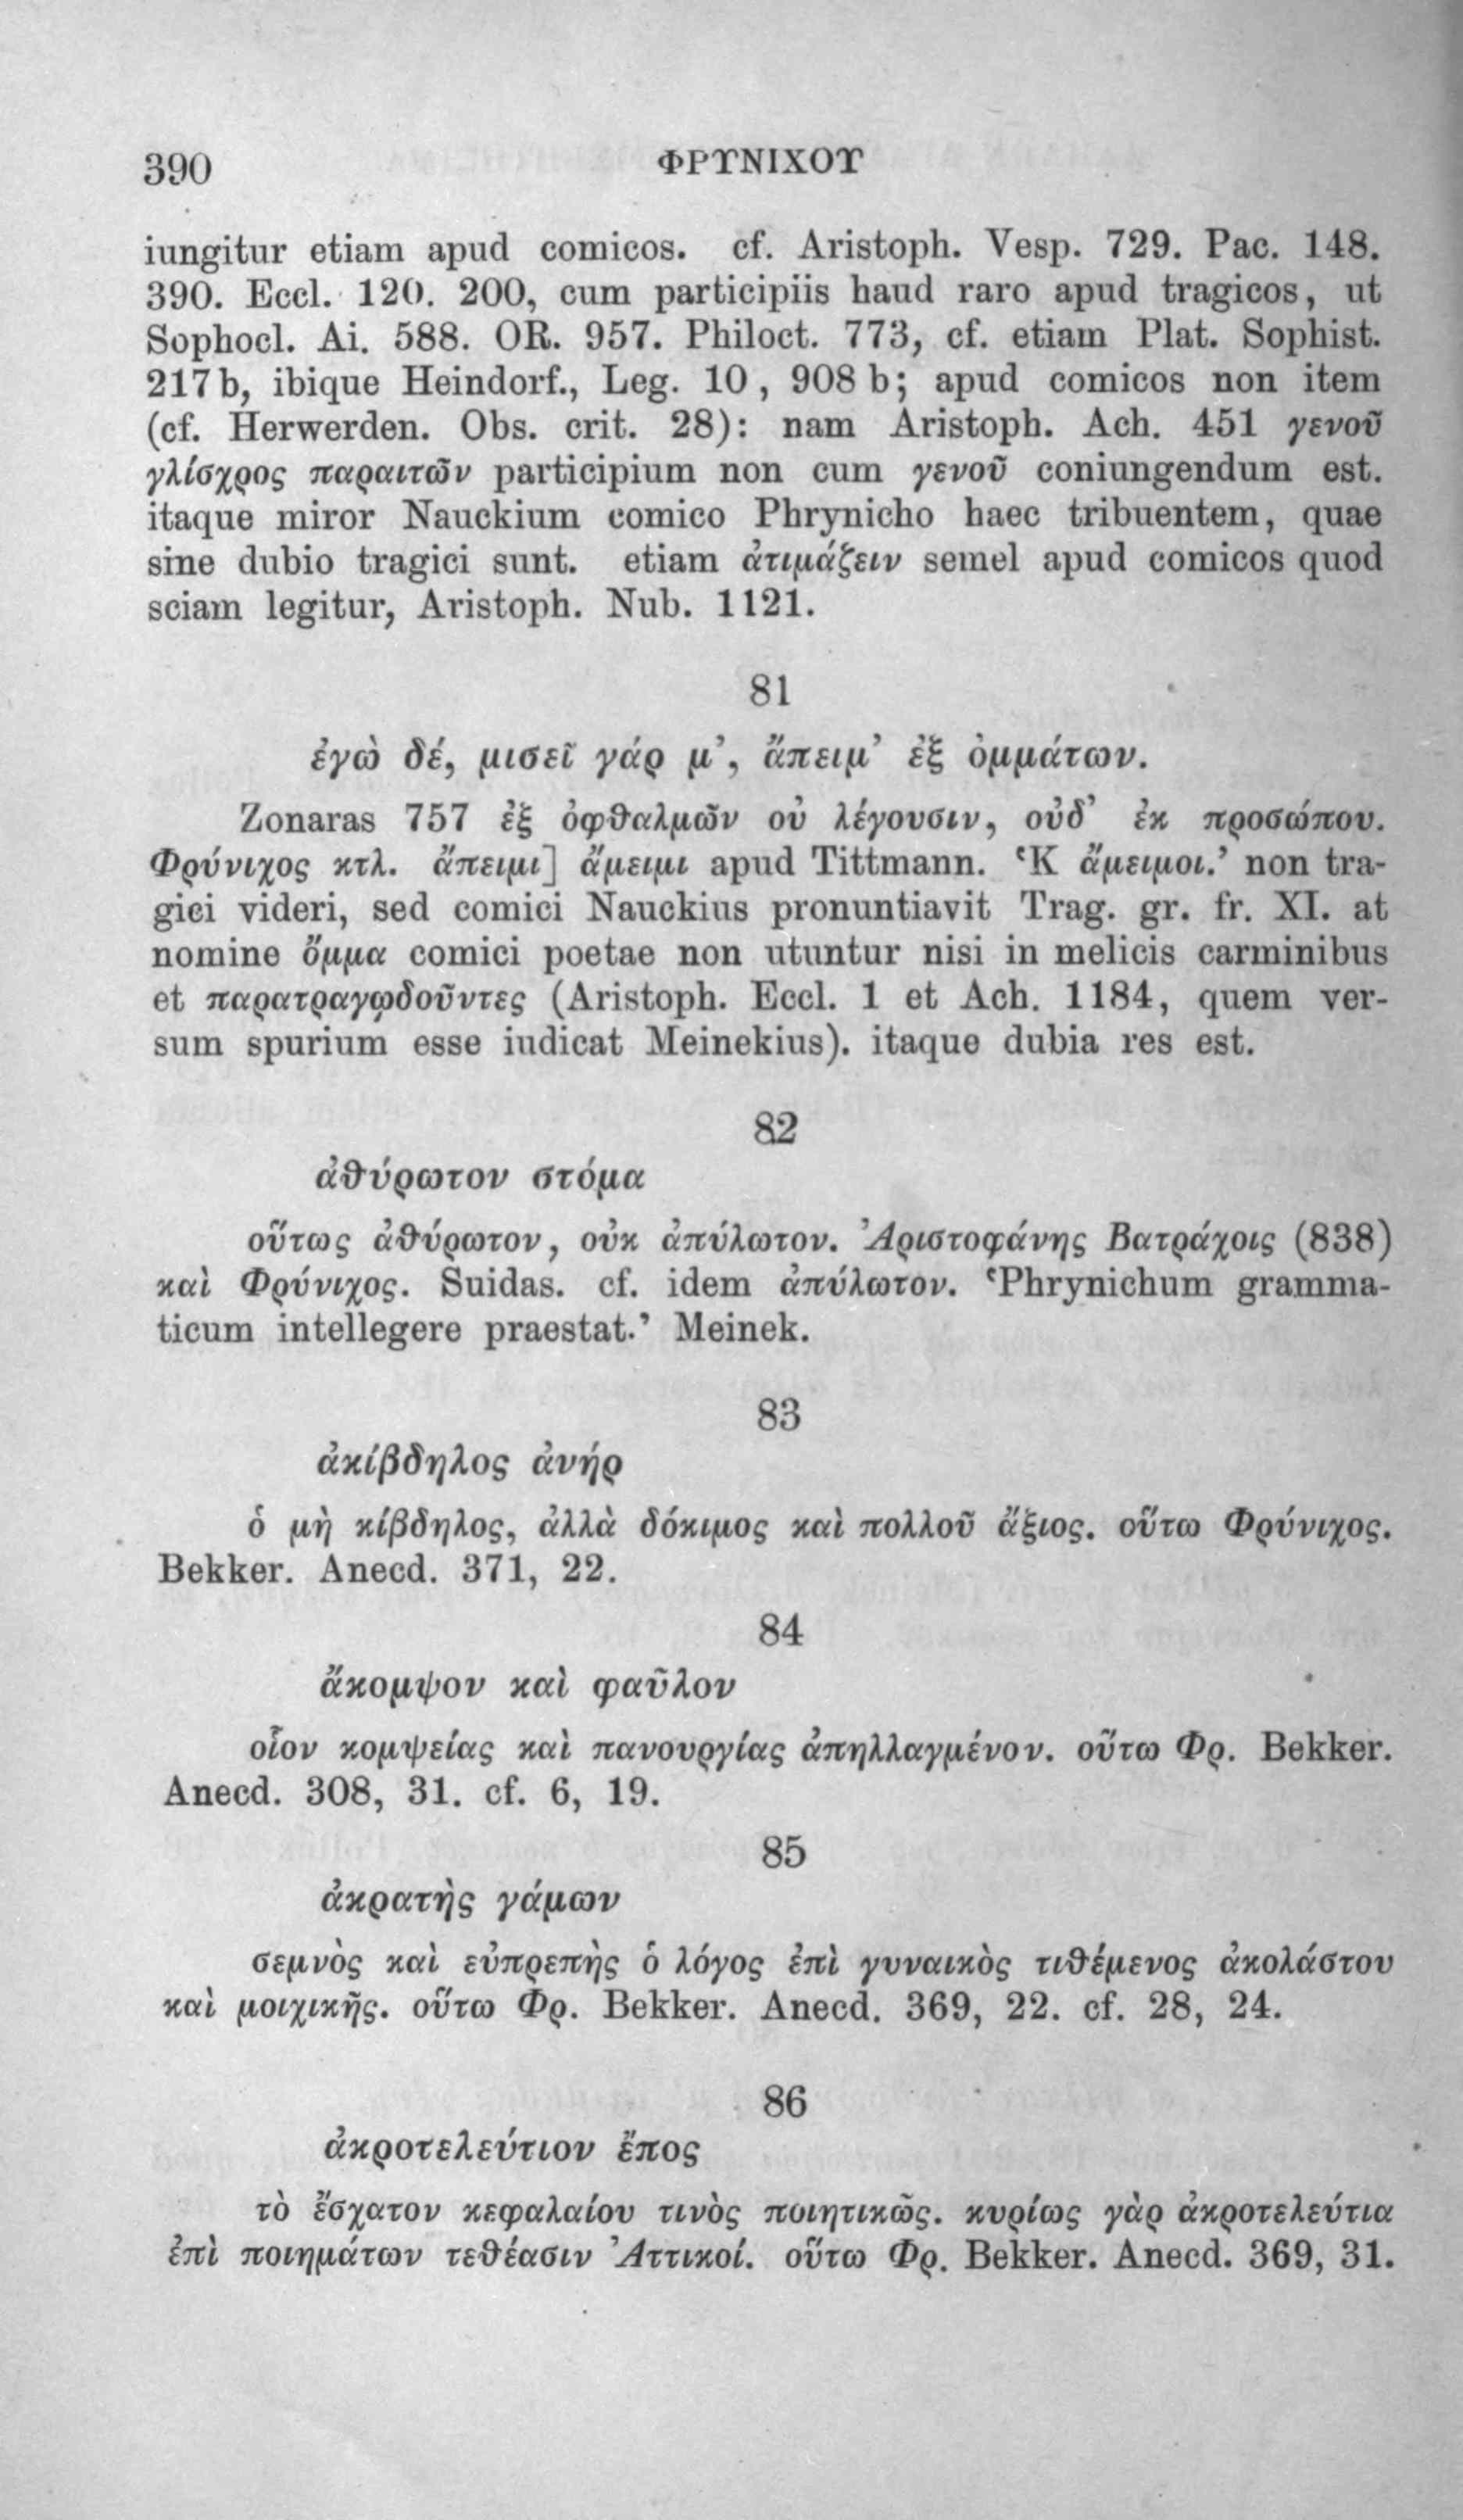 390
ΦΡΥΝΙΧΟΥ
iungitur etiam apud comicos. cf. Aristoph. Vesp. 729. Pac. 148.
390. Eccl. 120. 200, cum participiis haud raro apud tragicos, ut
Sophocl. Ai. 588. OR. 957. Philoct. 773, cf. etiam Plat. Sophist.
217 b, ibique Heindorf., Leg. 10, 908 b; apud comicos non item
(cf. Herwerden. Obs. crit. 28): nam Aristoph. Ach. 451 γενοῦ
γλίσχρος παραιτῶν participium non cum γενοῦ coniungendum est.
itaque miror Nauckium comico Phrynicho haec tribuentem, quae
sine dubio tragici sunt. etiam ἀτιμάζειν semel apud comicos quod
sciam legitur, Aristoph. Nub. 1121.
81
ἐγὼ δέ, μισεῖ γάρ μ’, ἄπειμ’ ἐξ ὀμμάτων.
Zonaras 757 ἐξ ὀφθαλμῶν οὐ λέγουσιν, οὐδ’ ἐκ προσώπου.
Φρύνιχος κτλ. ἄπειμι] ἄμειμι apud Tittmann. ‘K ἄμειμοι.’ non tra-
gici videri, sed comici Nauckius pronuntiavit Trag. gr. fr. XI. at
nomine ὄμμα comici poetae non utuntur nisi in melicis carminibus
et παρατραγῳδοῦντες (Aristoph. Eccl. 1 et Ach. 1184, quem ver-
sum spurium esse iudicat Meinekius). itaque dubia res est.
82
ἀθύρωτον στόμα
οὕτως ἀθύρωτον, οὐκ ἀπύλωτον. Ἀριστοφάνης Βατράχοις (838)
καὶ Φρύνιχος. Suidas. cf. idem ἀπύλωτον. ‘Phrynichum gramma-
ticum intellegere praestat.’ Meinek.
83
ἀκίβδηλος ἀνήρ
ὁ μὴ κίβδηλος, ἀλλὰ δόκιμος καὶ πολλοῦ ἄξιος. οὕτω Φρύνιχος.
Bekker. Anecd. 371, 22.
84
ἄκομψον καὶ φαῦλον
οἷον κομψείας καὶ πανουργίας ἀπηλλαγμένον. οὕτω Φρ. Bekker.
Anecd. 308, 31. cf. 6, 19.
85
ἀκρατὴς γάμων
σεμνὸς καὶ εὐπρεπὴς ὁ λόγος ἐπὶ γυναικὸς τιθέμενος ἀκολάστου
καὶ μοιχικῆς. οὕτω Φρ. Bekker. Anecd. 369, 22. cf. 28, 24.
86
ἀκροτελεύτιον ἔπος
τὸ ἔσχατον κεφαλαίου τινὸς ποιητικῶς. κυρίως γὰρ ἀκροτελεύτια
ἐπὶ ποιημάτων τεθέασιν Ἀττικοί. οὕτω Φρ. Bekker. Anecd. 369, 31.